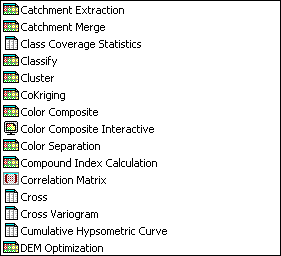 Catchment Extraction
Catchment Merge
Class Coverage Statistics
Classify
Cluster
CoKriging
Color Composite
Color Composite Interactive
Color Separation
Compound Index Calculation
Correlation Matrix
Cross
Cross Variogram
Cumulative Hypsometric Curve
DEM Optimization